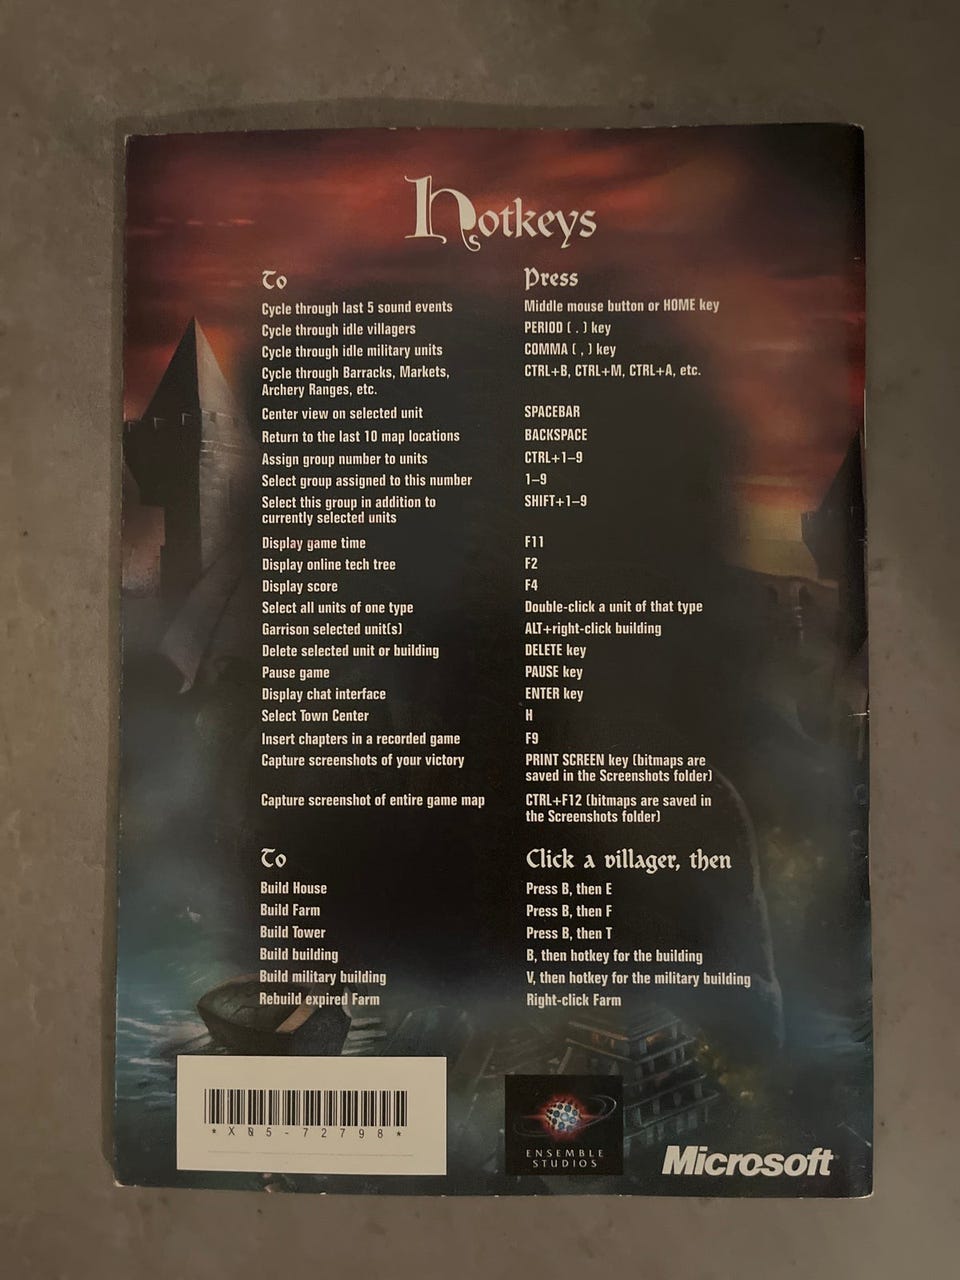 Hotkeys
To Press
Cycle through last 5 sound events Middle mouse button or HOME key
Cycle through idle villagers PERIOD ( . ) key
Cycle through idle military units COMMA ( , ) key
Cycle through Barracks, Markets, CTRL+B, CTRL+M, CTRL+A, etc.
Archery Ranges, etc.
Center view on selected unit SPACEBAR
Return to the last 10 map locations BACKSPACE
Assign group number to units CTRL+1–9
Select group assigned to this number 1–9
Select this group in addition to SHIFT+1–9
currently selected units
Display game time F11
Display online tech tree F2
Display score F4
Select all units of one type Double-click a unit of that type
Garrison selected unit(s) ALT+right-click building
Delete selected unit or building DELETE key
Pause game PAUSE key
Display chat interface ENTER key
Select Town Center H
Insert chapters in a recorded game F9
Capture screenshots of your victory PRINT SCREEN key (bitmaps are
saved in the Screenshots folder)
Capture screenshot of entire game map CTRL+F12 (bitmaps are saved in
the Screenshots folder)
To Click a villager, then
Build House Press B, then E
Build Farm Press B, then F
Build Tower Press B, then T
Build building B, then hotkey for the building
Build military building V, then hotkey for the military building
Rebuild expired Farm Right-click Farm
* X 0 5 - 7 2 7 9 8 *
ENSEMBLE
STUDIOS
Microsoft